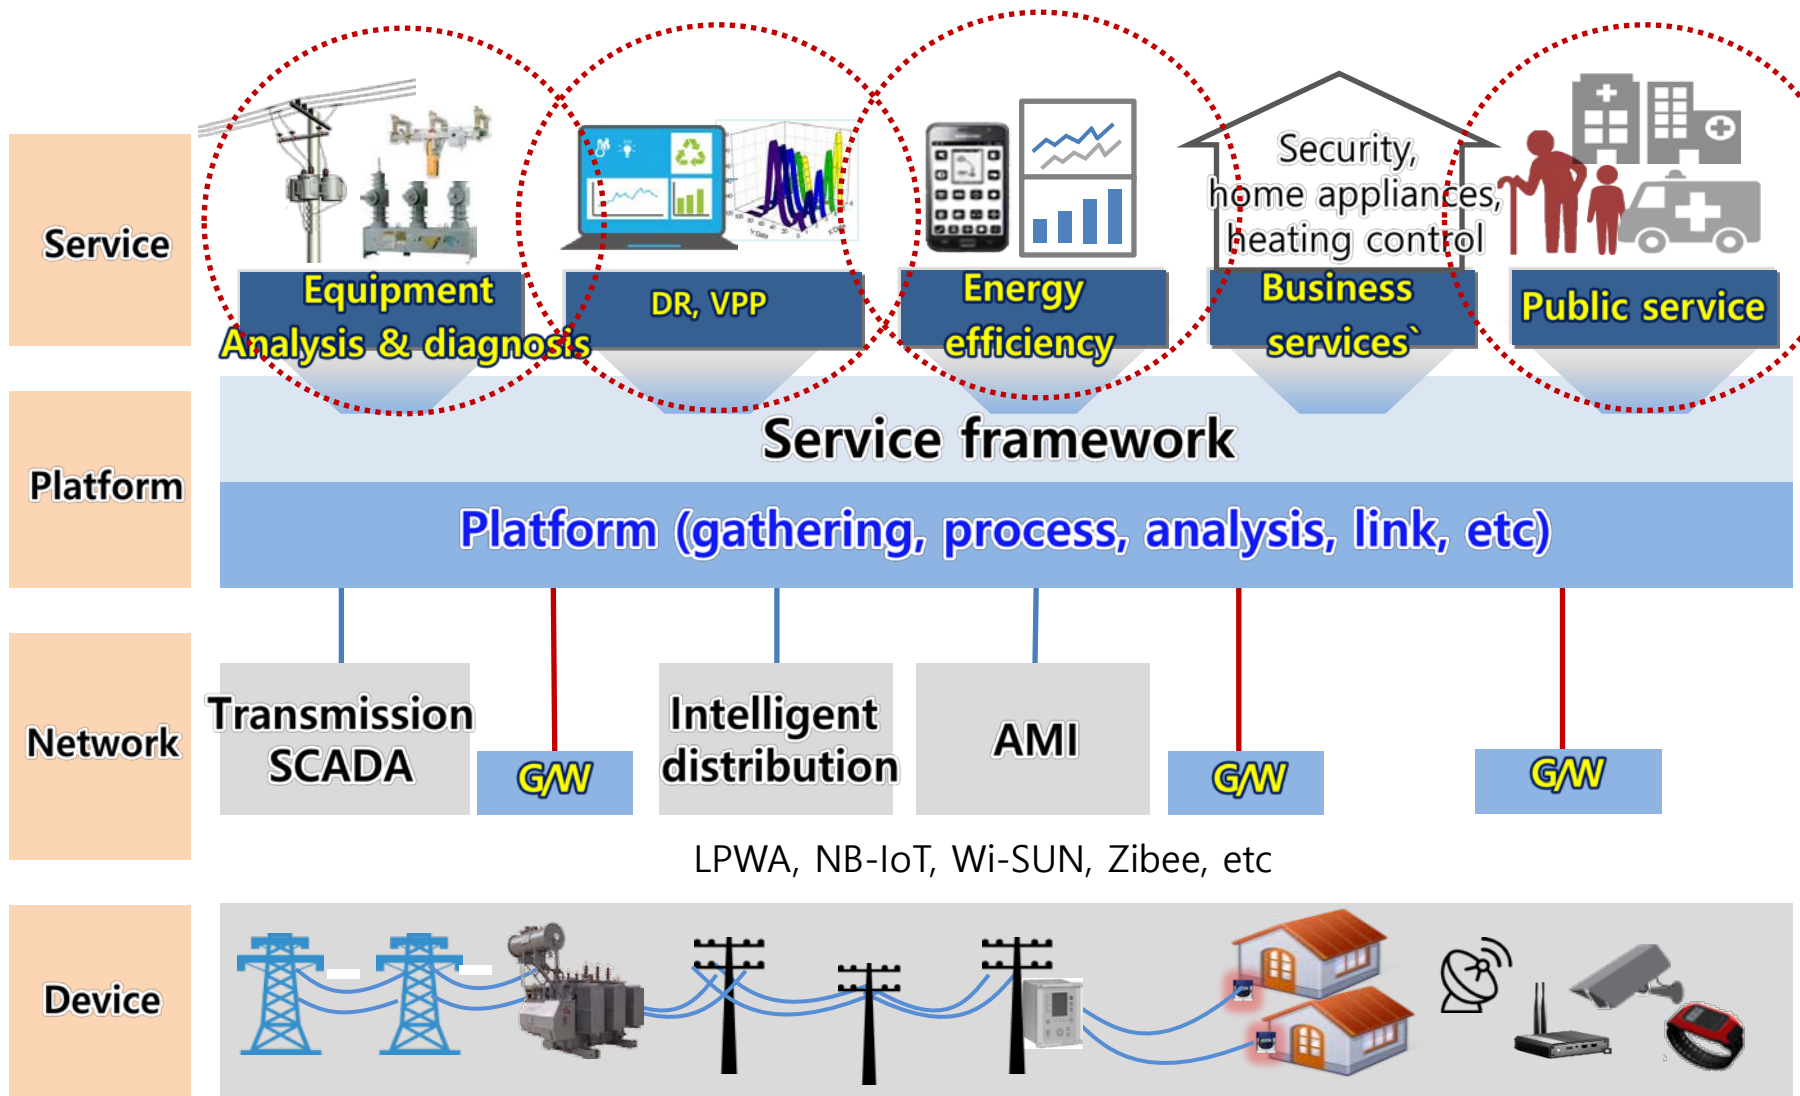 Service
Security,
home appliances,
heating control
Equipment
Analysis & diagnosis
DR, VPP
Energy
efficiency
Business
services`
Public service
Platform
Service framework
Platform (gathering, process, analysis, link, etc)
Network
Transmission
SCADA
G/W
Intelligent
distribution
AMI
G/W
G/W
LPWA, NB-IoT, Wi-SUN, Zibee, etc
Device